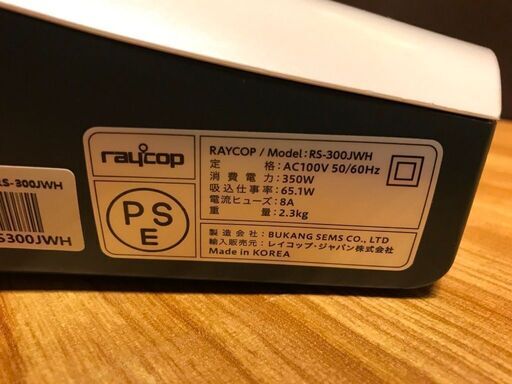 raycop
RAYCOP / Model:RS-300JWH
定格:AC100V 50/60Hz
消費電力:350W
吸込仕事率:65.1W
電流ヒューズ:8A
重量:2.3kg
PS
E
製造会社:BUKANG SEMS CO., LTD
輸入販売元:レイコップ・ジャパン株式会社
Made in KOREA
RS-300JWH
S300JWH